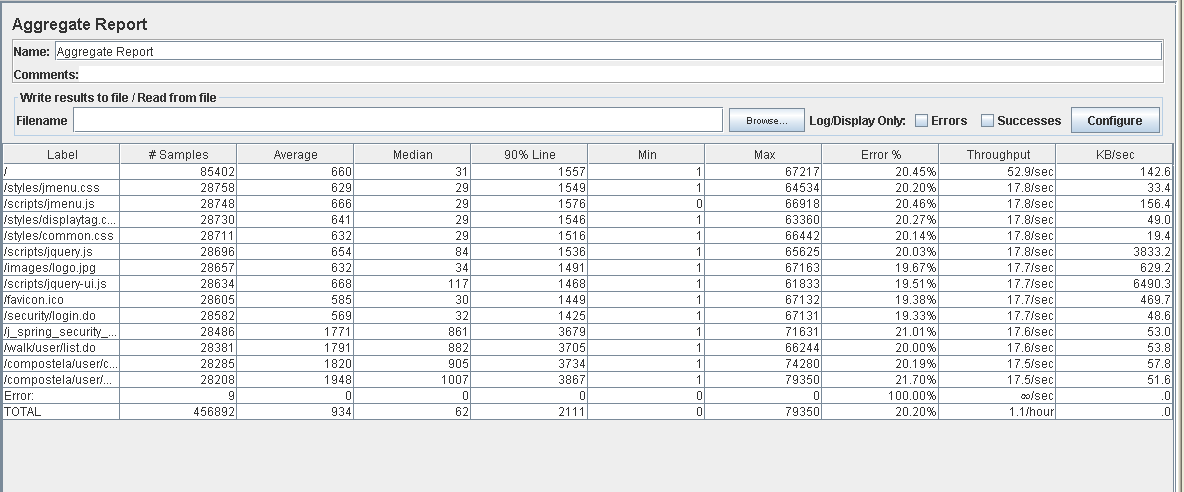 Aggregate Report
Name: Aggregate Report
Comments:
Write results to file / Read from file
Filename Browse... Log/Display Only: Errors Successes Configure
Label # Samples Average Median 90% Line Min Max Error % Throughput KB/sec
/ 85402 660 31 1557 1 67217 20.45% 52.9/sec 142.6
/styles/jmenu.css 28758 629 29 1549 1 64534 20.20% 17.8/sec 33.4
/scripts/jmenu.js 28748 666 29 1576 0 66918 20.46% 17.8/sec 156.4
/styles/displaytag.c... 28730 641 29 1546 1 63360 20.27% 17.8/sec 49.0
/styles/common.css 28711 632 29 1516 1 66442 20.14% 17.8/sec 19.4
/scripts/jquery.js 28696 654 84 1536 1 65625 20.03% 17.8/sec 3833.2
/images/logo.jpg 28657 632 34 1491 1 67163 19.67% 17.7/sec 629.2
/scripts/jquery-ui.js 28634 668 117 1468 1 61833 19.51% 17.7/sec 6490.3
/favicon.ico 28605 585 30 1449 1 67132 19.38% 17.7/sec 469.7
/security/login.do 28582 569 32 1425 1 67131 19.33% 17.7/sec 48.6
/j_spring_security_... 28486 1771 861 3679 1 71631 21.01% 17.6/sec 53.0
/walk/user/list.do 28381 1791 882 3705 1 66244 20.00% 17.6/sec 53.8
/compostela/user/c... 28285 1820 905 3734 1 74280 20.19% 17.5/sec 57.8
/compostela/user/... 28208 1948 1007 3867 1 79350 21.70% 17.5/sec 51.6
Error: 9 0 0 0 0 0 100.00% ∞/sec .0
TOTAL 456892 934 62 2111 0 79350 20.20% 1.1/hour .0